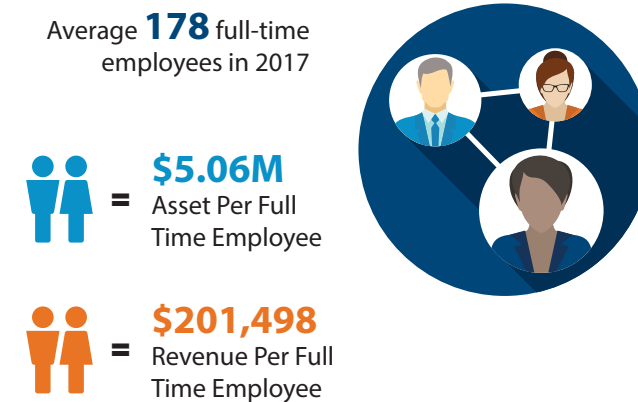 Average 178 full-time
employees in 2017
= $5.06M
Asset Per Full
Time Employee
= $201,498
Revenue Per Full
Time Employee